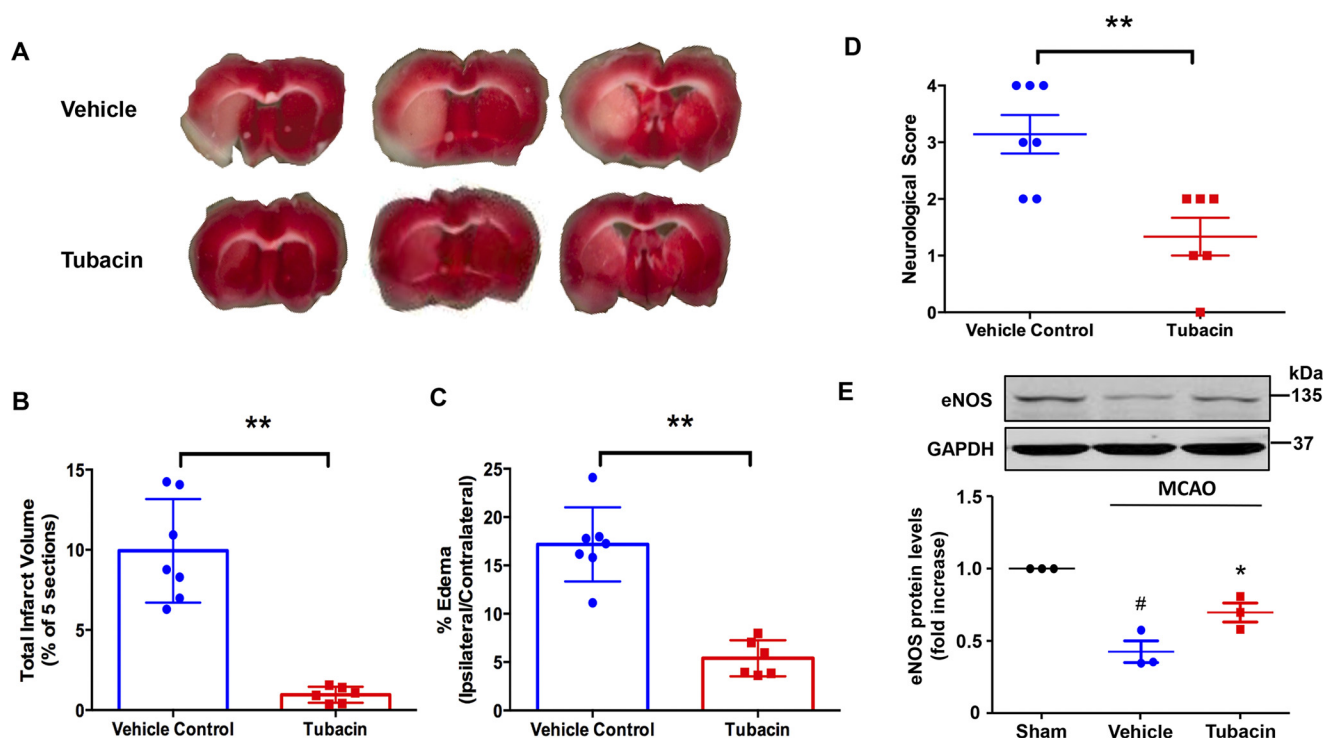 A
Vehicle
Tubacin
B
**
Total Infarct Volume
(% of 5 sections)
15
10
5
0
Vehicle Control
Tubacin
C
**
% Edema
(Ipsilateral/Contralateral)
25
20
15
10
5
0
Vehicle Control
Tubacin
D
**
Neurological Score
4
3
2
1
0
Vehicle Control
Tubacin
E
kDa
eNOS
135
GAPDH
37
MCAO
eNOS protein levels
(fold increase)
1.5
1.0
0.5
0.0
#
*
Sham
Vehicle
Tubacin